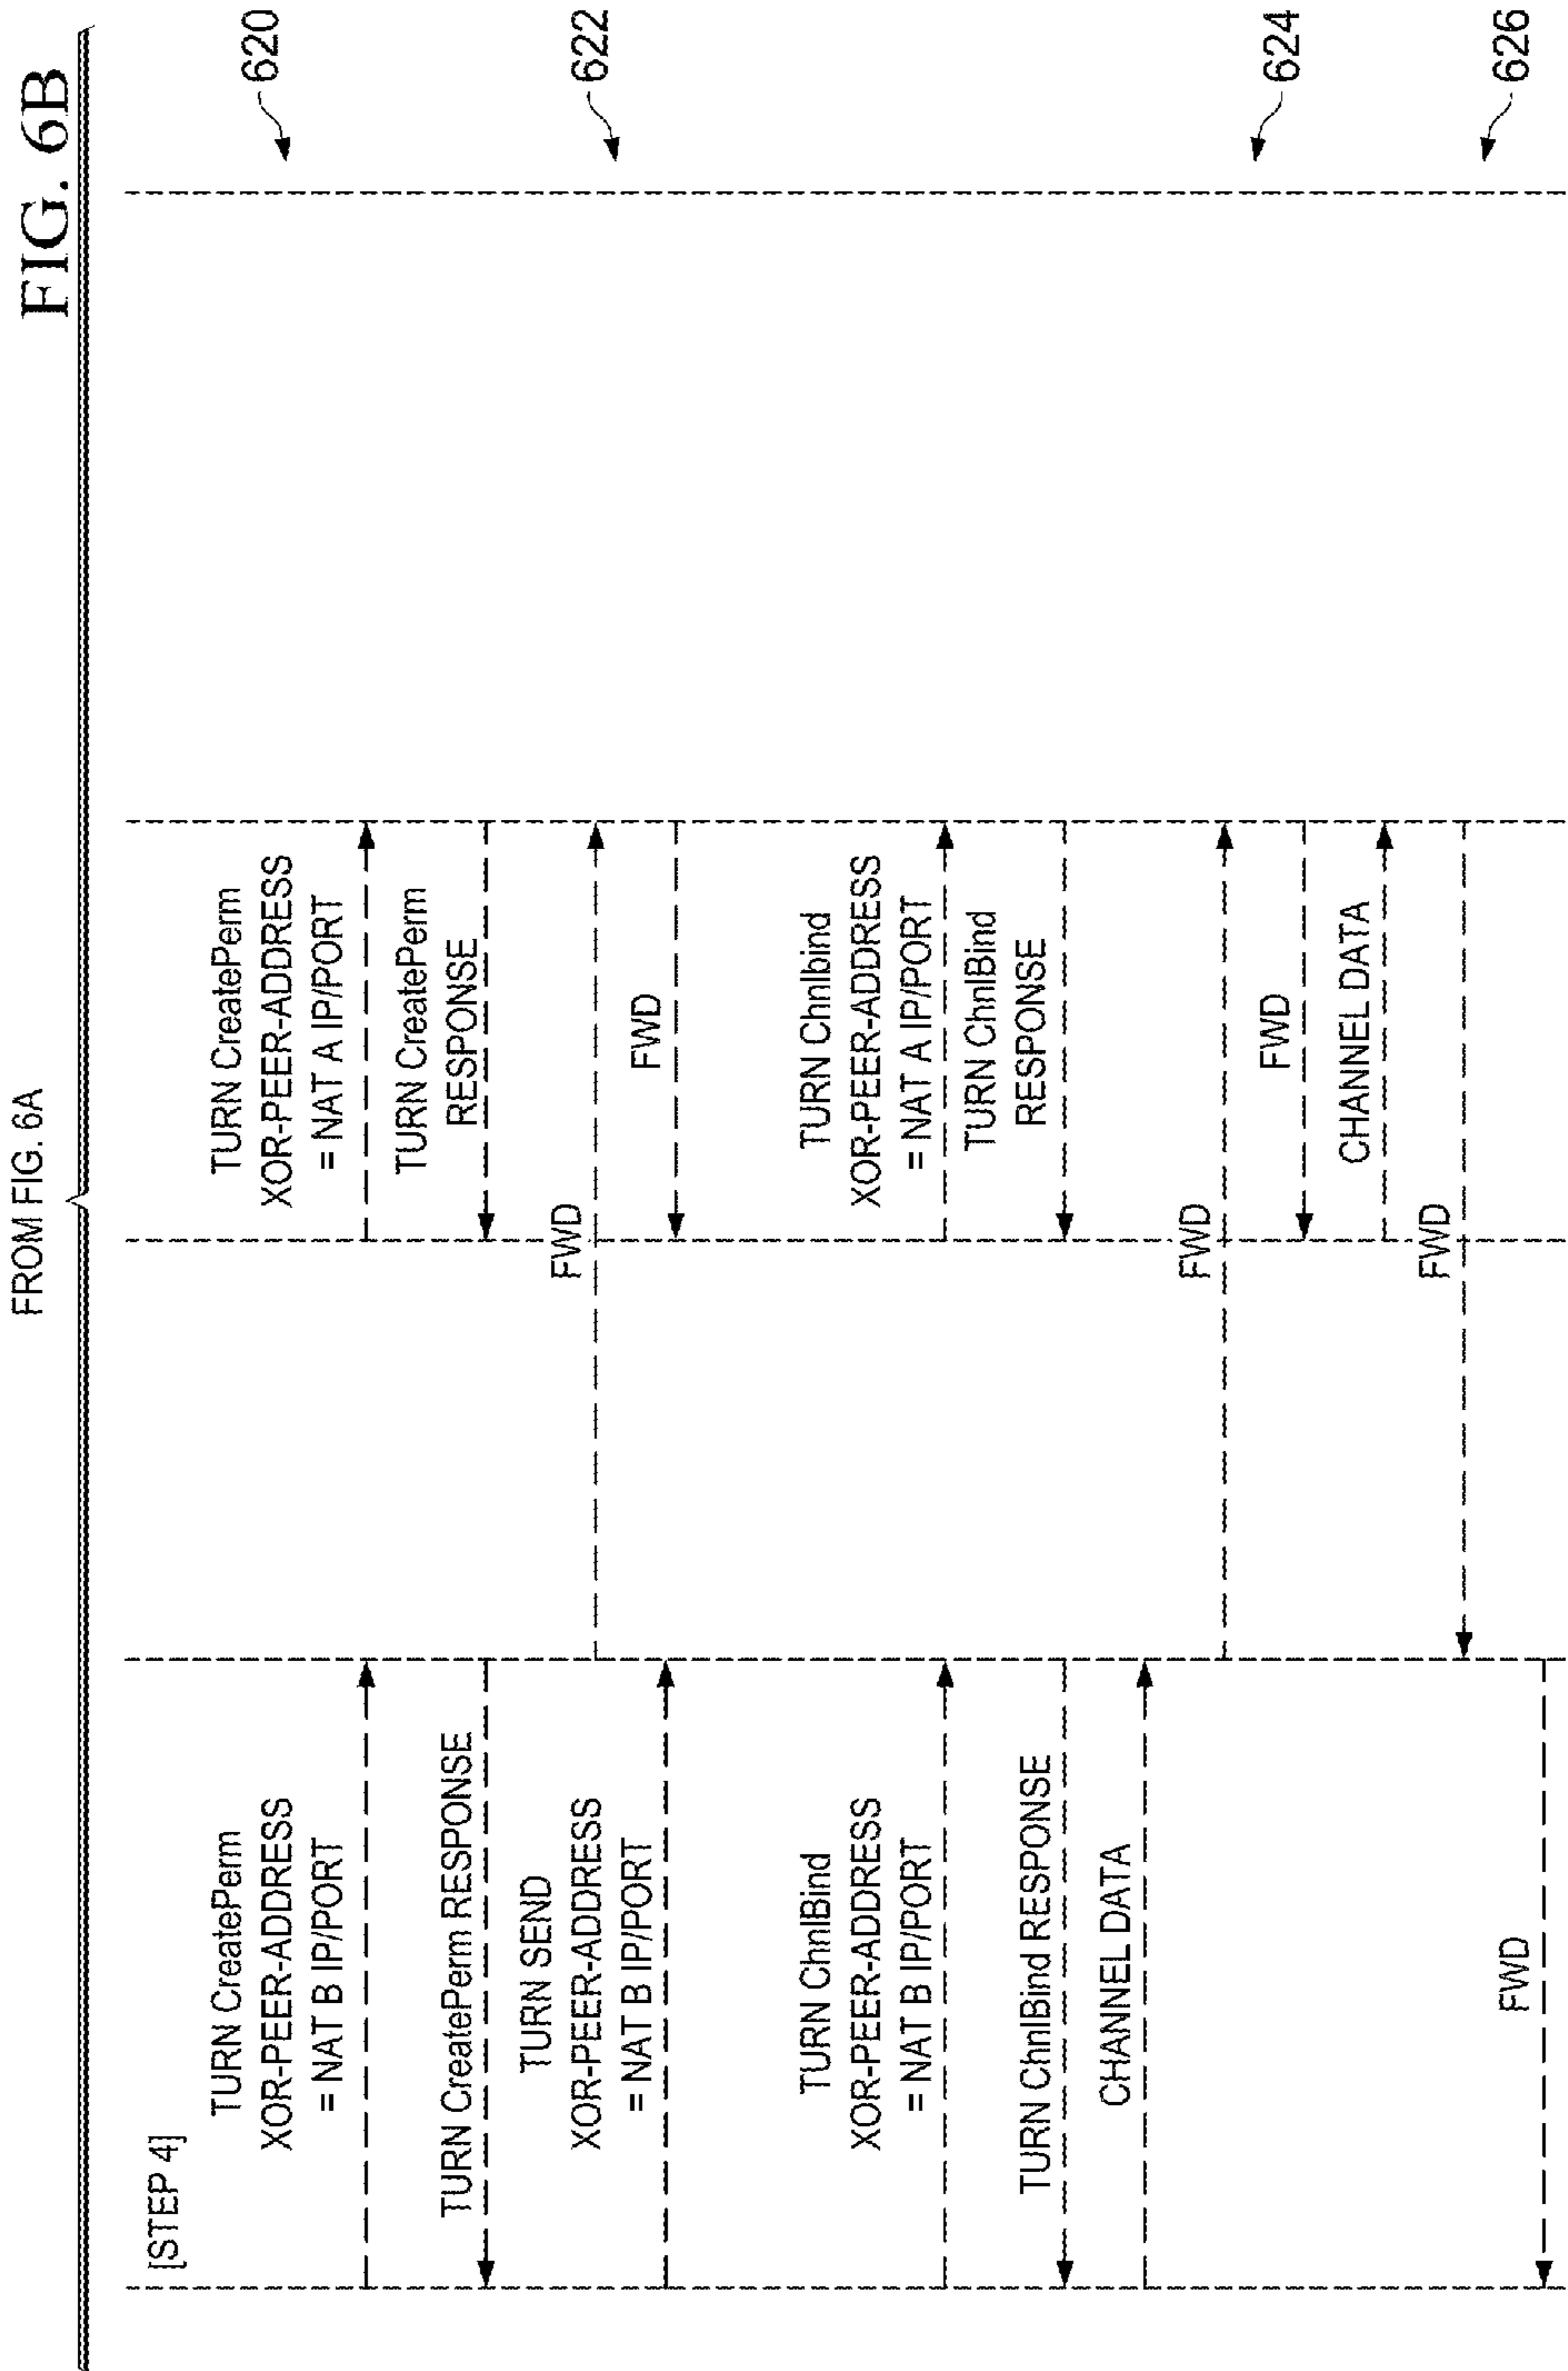 FROM FIG. 6A
FIG. 6B
[STEP 4]
TURN CreatePerm
XOR-PEER-ADDRESS
= NAT B IP/PORT
TURN CreatePerm
XOR-PEER-ADDRESS
= NAT A IP/PORT
620
TURN CreatePerm RESPONSE
TURN CreatePerm
RESPONSE
TURN SEND
XOR-PEER-ADDRESS
= NAT B IP/PORT
FWD
FWD
622
TURN ChnlBind
XOR-PEER-ADDRESS
= NAT B IP/PORT
TURN Chnlbind
XOR-PEER-ADDRESS
= NAT A IP/PORT
TURN ChnlBind RESPONSE
TURN ChnlBind
RESPONSE
CHANNEL DATA
FWD
FWD
624
CHANNEL DATA
FWD
626
FWD